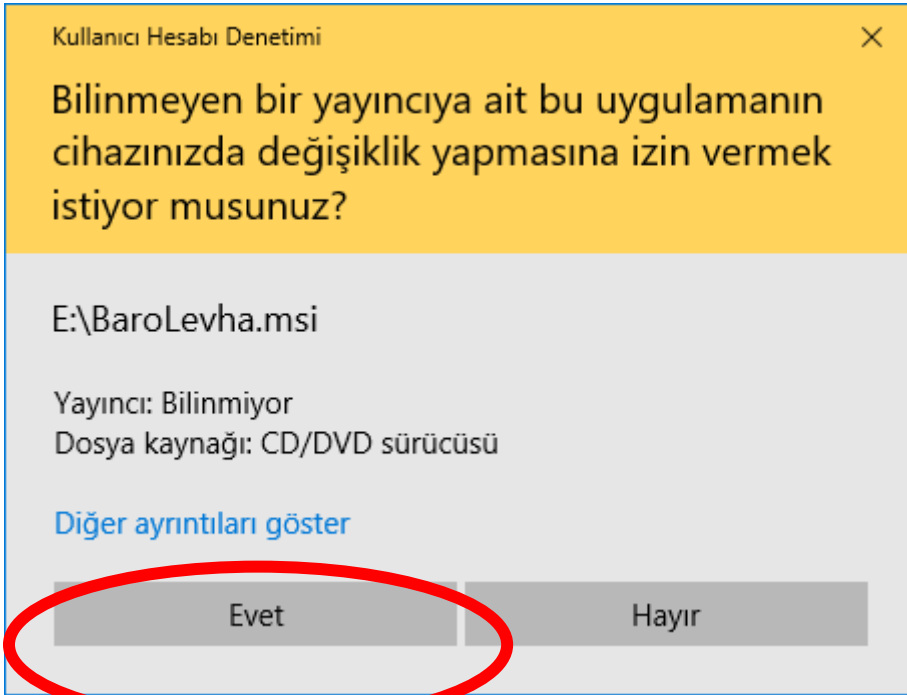 Kullanıcı Hesabı Denetimi
Bilinmeyen bir yayıncıya ait bu uygulamanın
cihazınızda değişiklik yapmasına izin vermek
istiyor musunuz?
E:\BaroLevha.msi
Yayıncı: Bilinmiyor
Dosya kaynağı: CD/DVD sürücüsü
Diğer ayrıntıları göster
Evet Hayır